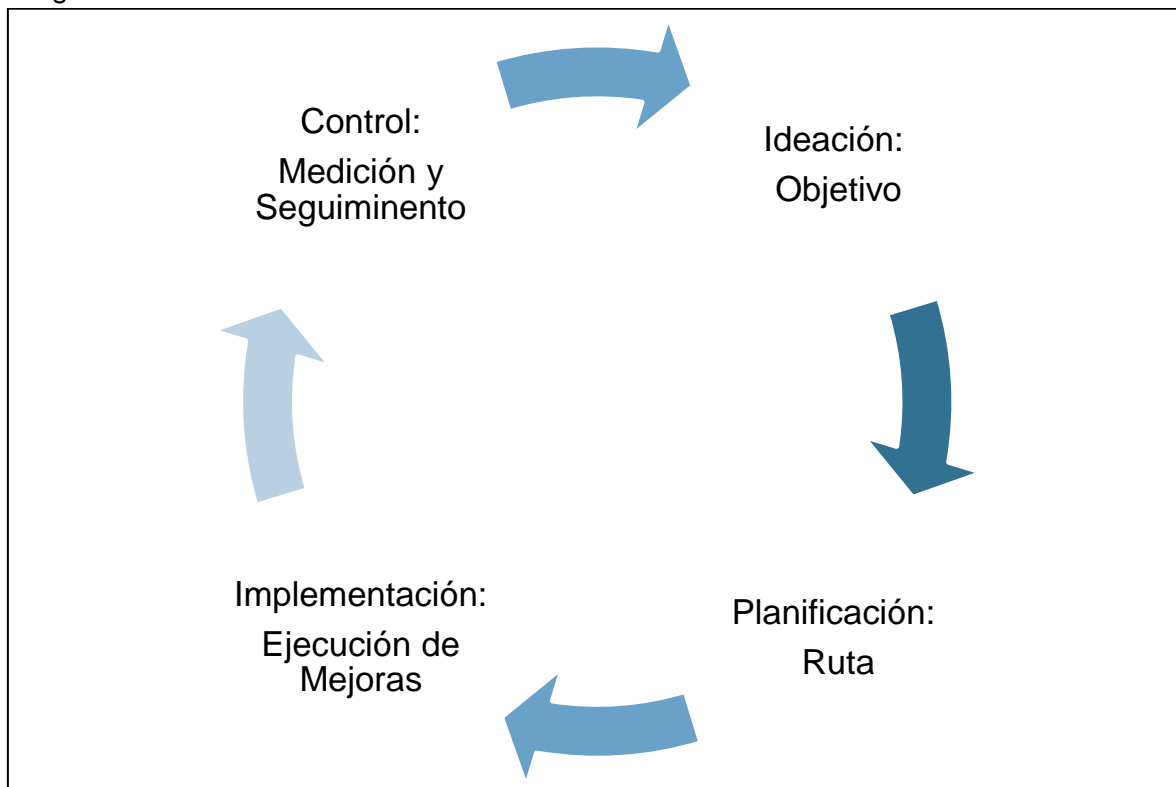 Control:
Medición y
Seguiminento
Ideación:
Objetivo
Planificación:
Ruta
Implementación:
Ejecución de
Mejoras